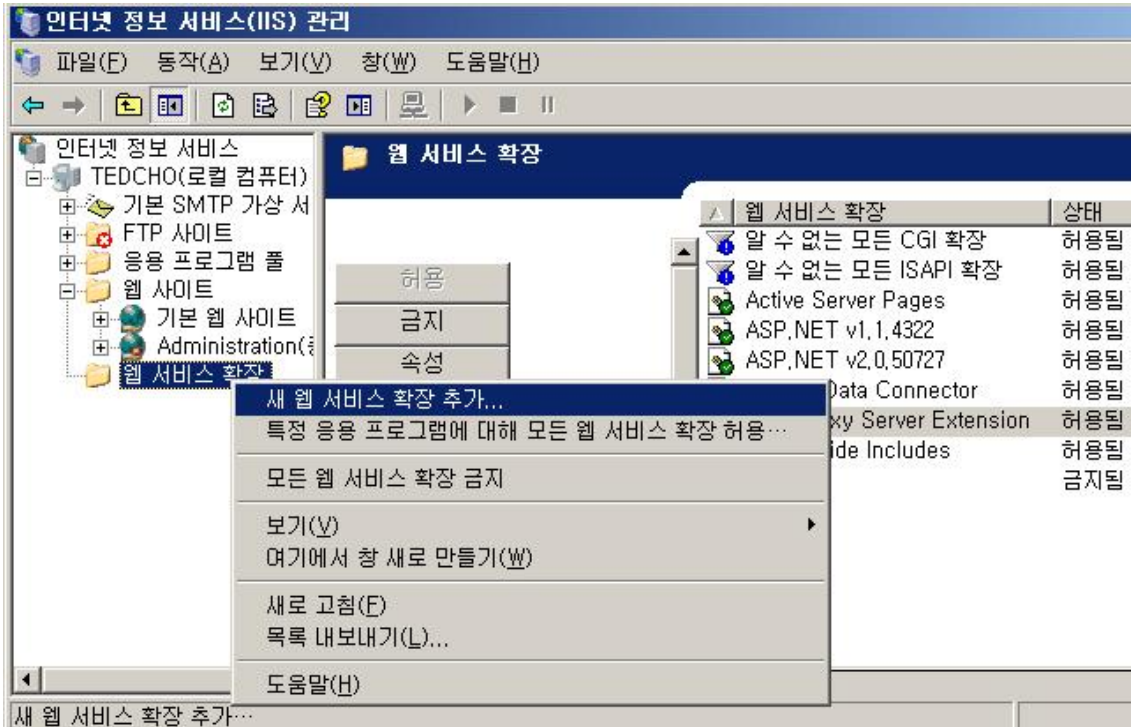 인터넷 정보 서비스(IIS) 관리
파일(F) 동작(A) 보기(V) 창(W) 도움말(H)
인터넷 정보 서비스
TEDCHO(로컬 컴퓨터)
기본 SMTP 가상 서
FTP 사이트
응용 프로그램 풀
웹 사이트
기본 웹 사이트
Administration(
웹 서비스 확장
웹 서비스 확장
허용
금지
속성
웹 서비스 확장 상태
알 수 없는 모든 CGI 확장 허용됨
알 수 없는 모든 ISAPI 확장 허용됨
Active Server Pages 허용됨
ASP.NET v1.1.4322 허용됨
ASP.NET v2.0.50727 허용됨
Data Connector 허용됨
xy Server Extension 허용됨
ide Includes 허용됨
금지됨
새 웹 서비스 확장 추가...
특정 응용 프로그램에 대해 모든 웹 서비스 확장 허용...
모든 웹 서비스 확장 금지
보기(V)
여기에서 창 새로 만들기(W)
새로 고침(F)
목록 내보내기(L)...
도움말(H)
새 웹 서비스 확장 추가...